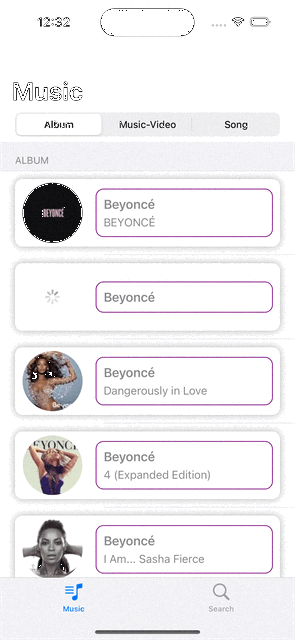 12:32
Music
Album Music-Video Song
ALBUM
BEYONCÉ
Beyoncé
BEYONCÉ
Beyoncé
Beyoncé
Dangerously in Love
BEYONCE
Beyoncé
4 (Expanded Edition)
Beyoncé
I Am... Sasha Fierce
Music Search